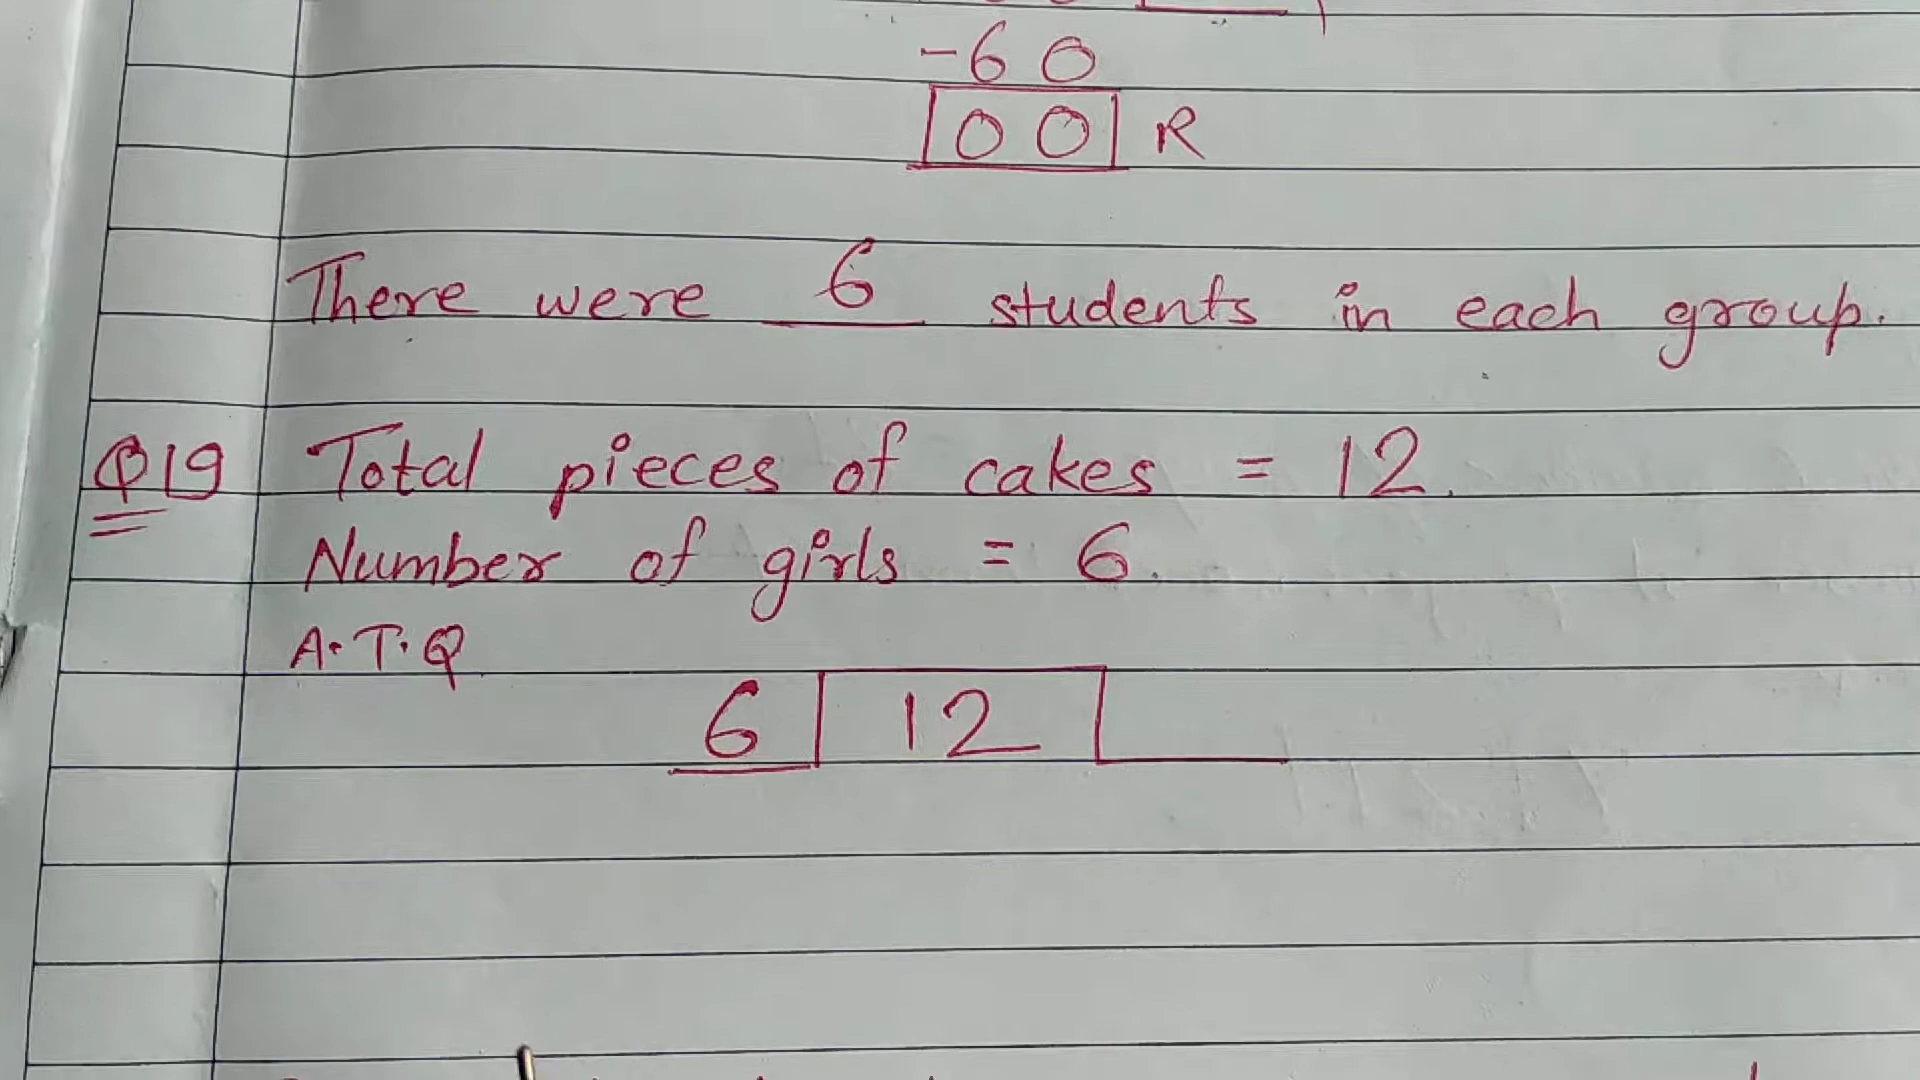 -60
00 R
There were 6 students in each group.
Q19 Total pieces of cakes = 12.
Number of girls = 6.
A.T.Q
6 12